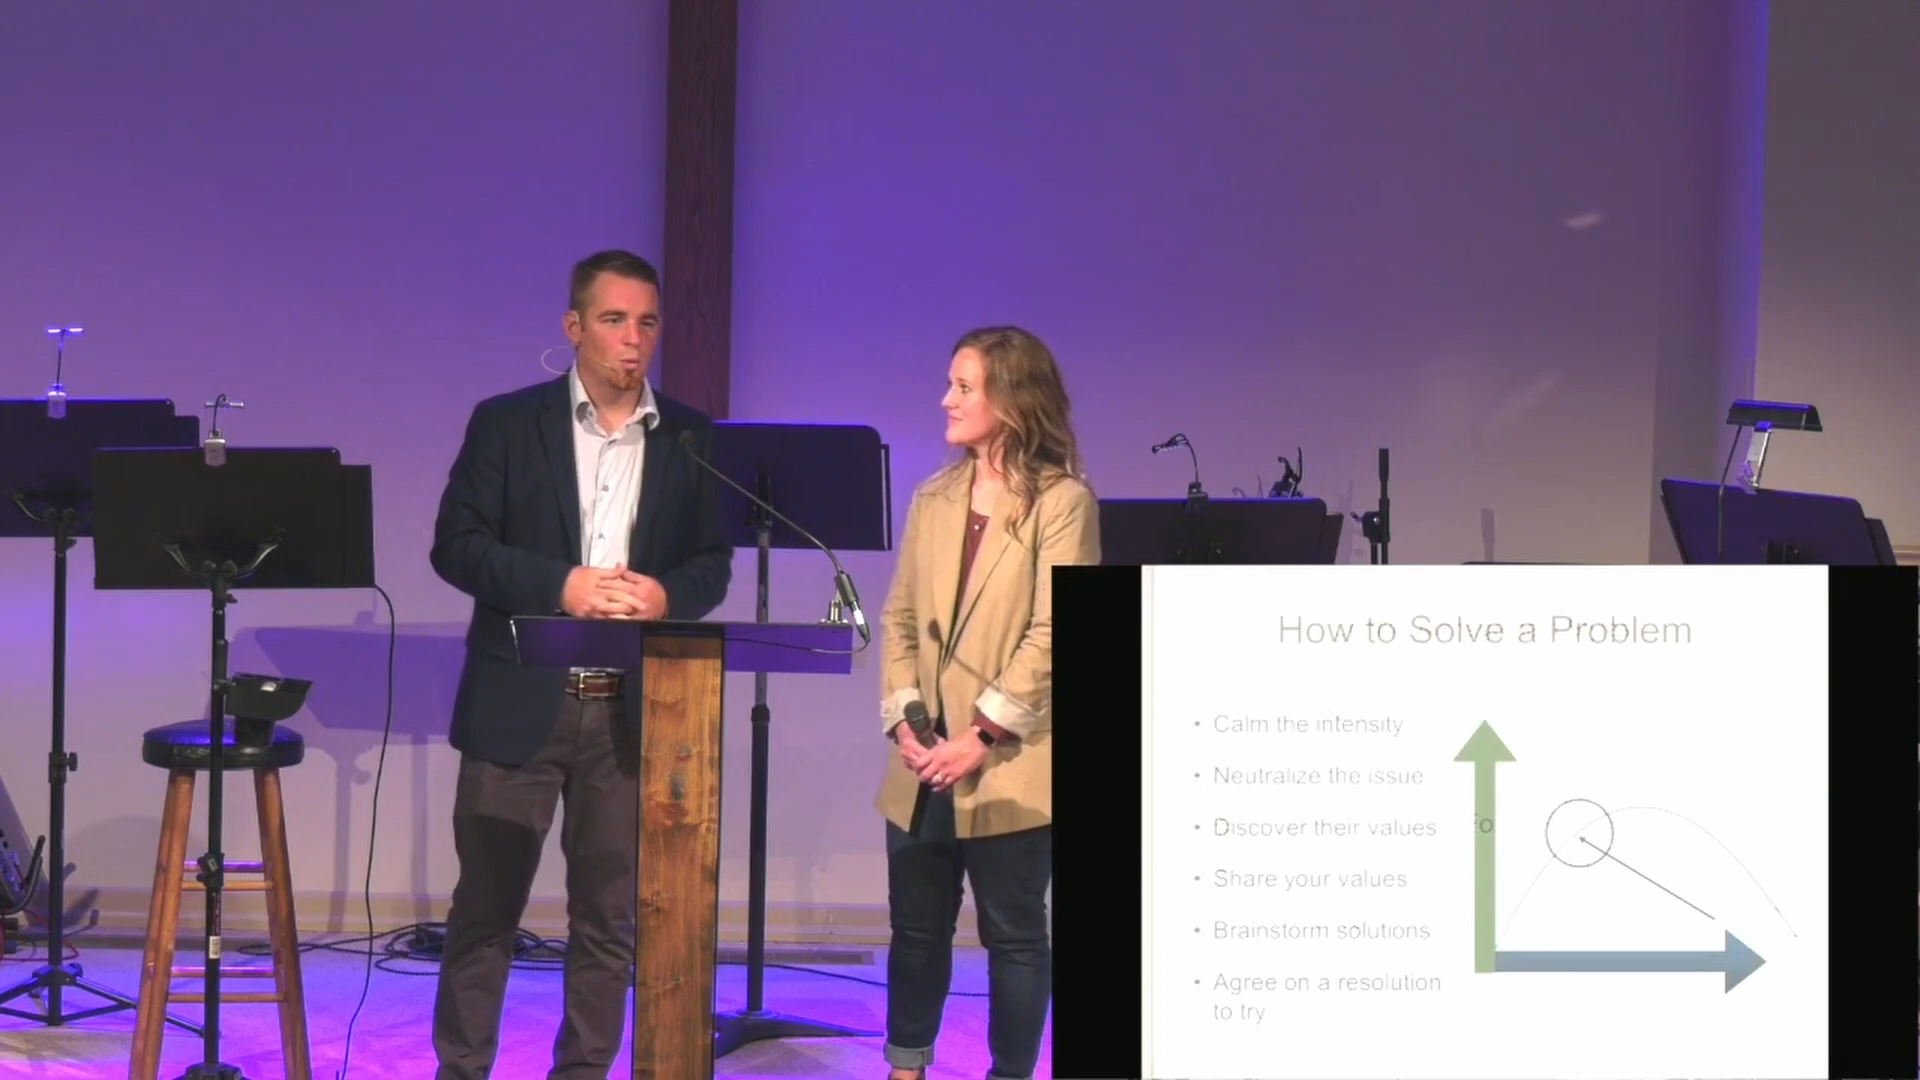 How to Solve a Problem
• Calm the intensity
• Neutralize the issue
• Discover their values
Fo
• Share your values
• Brainstorm solutions
• Agree on a resolution
to try